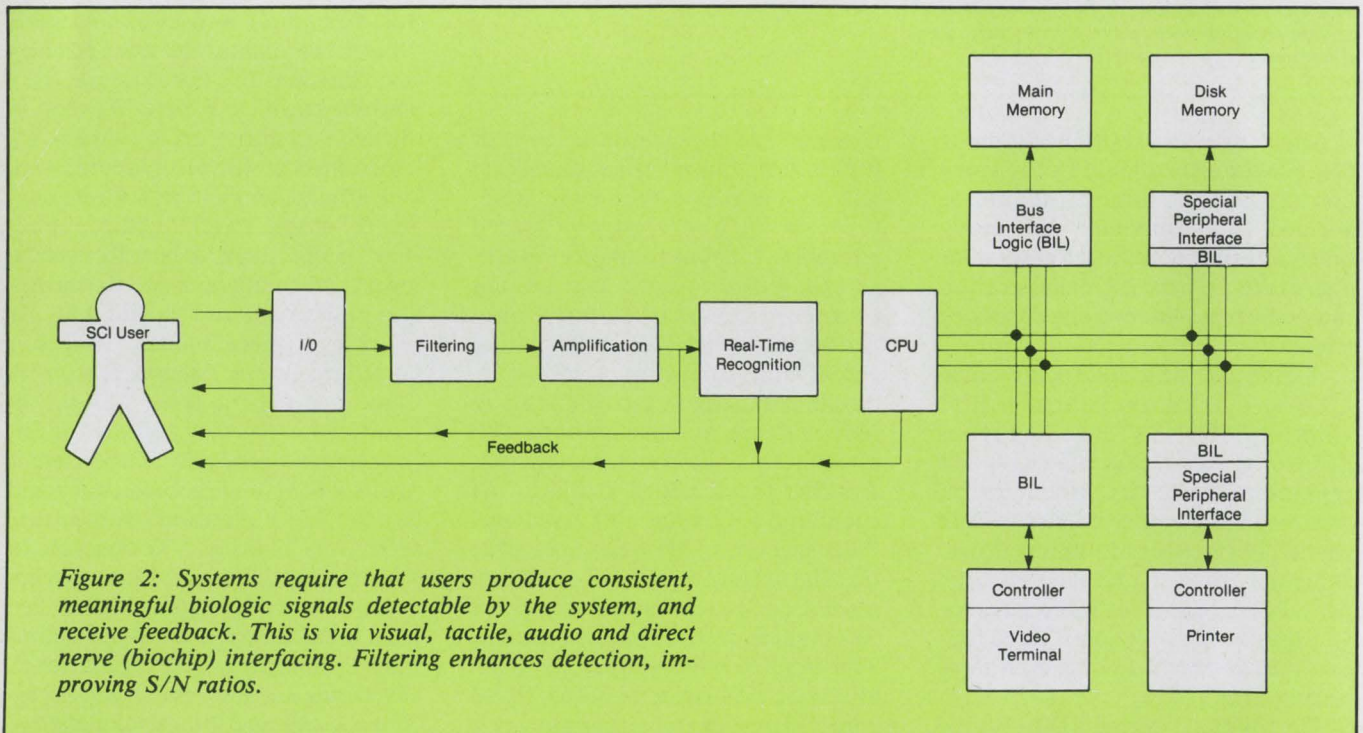 Main
Memory
Disk
Memory
Bus
Interface
Logic (BIL)
Special
Peripheral
Interface
BIL
SCI User
I/0
Filtering
Amplification
Real-Time
Recognition
CPU
Feedback
BIL
BIL
Special
Peripheral
Interface
Controller
Video
Terminal
Controller
Printer
Figure 2: Systems require that users produce consistent,
meaningful biologic signals detectable by the system, and
receive feedback. This is via visual, tactile, audio and direct
nerve (biochip) interfacing. Filtering enhances detection, im-
proving S/N ratios.